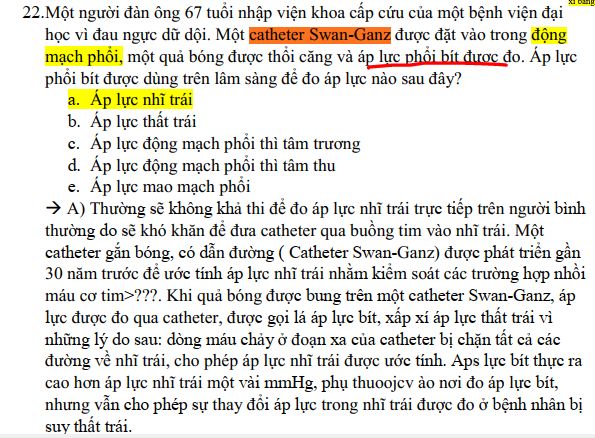 xi băng
22.Một người đàn ông 67 tuổi nhập viện khoa cấp cứu của một bệnh viện đại
học vì đau ngực dữ dội. Một catheter Swan-Ganz được đặt vào trong động
mạch phổi, một quả bóng được thổi căng và áp lực phổi bít được đo. Áp lực
phổi bít được dùng trên lâm sàng để đo áp lực nào sau đây?
a. Áp lực nhĩ trái
b. Áp lực thất trái
c. Áp lực động mạch phổi thì tâm trương
d. Áp lực động mạch phổi thì tâm thu
e. Áp lực mao mạch phổi
→ A) Thường sẽ không khả thi để đo áp lực nhĩ trái trực tiếp trên người bình
thường do sẽ khó khăn để đưa catheter qua buồng tim vào nhĩ trái. Một
catheter gắn bóng, có dẫn đường ( Catheter Swan-Ganz) được phát triển gần
30 năm trước để ước tính áp lực nhĩ trái nhằm kiểm soát các trường hợp nhồi
máu cơ tim>???. Khi quả bóng được bung trên một catheter Swan-Ganz, áp
lực được đo qua catheter, được gọi lá áp lực bít, xấp xí áp lực thất trái vì
những lý do sau: dòng máu chảy ở đoạn xa của catheter bị chặn tất cả các
đường về nhĩ trái, cho phép áp lực nhĩ trái được ước tính. Aps lực bít thực ra
cao hơn áp lực nhĩ trái một vài mmHg, phụ thuoojcv ào nơi đo áp lực bít,
nhưng vẫn cho phép sự thay đổi áp lực trong nhĩ trái được đo ở bệnh nhân bị
suy thất trái.